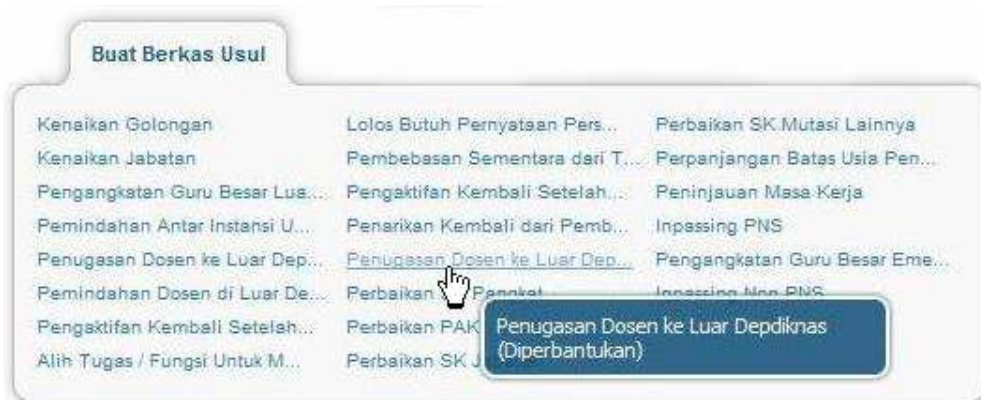 Buat Berkas Usul
Kenaikan Golongan
Kenaikan Jabatan
Pengangkatan Guru Besar Lua...
Pemindahan Antar Instansi U...
Penugasan Dosen ke Luar Dep...
Pemindahan Dosen di Luar De...
Pengaktifan Kembali Setelah...
Alih Tugas / Fungsi Untuk M...
Lolos Butuh Pernyataan Pers...
Pembebasan Sementara dari T...
Pengaktifan Kembali Setelah...
Penarikan Kembali dari Pemb...
Penugasan Dosen ke Luar Dep...
Perbaikan Pangkat
Perbaikan PAK
Perbaikan SK J
Perbaikan SK Mutasi Lainnya
Perpanjangan Batas Usia Pen...
Peninjauan Masa Kerja
Inpassing PNS
Pengangkatan Guru Besar Eme...
Inpassing Non PNS
Penugasan Dosen ke Luar Depdiknas
(Diperbantukan)